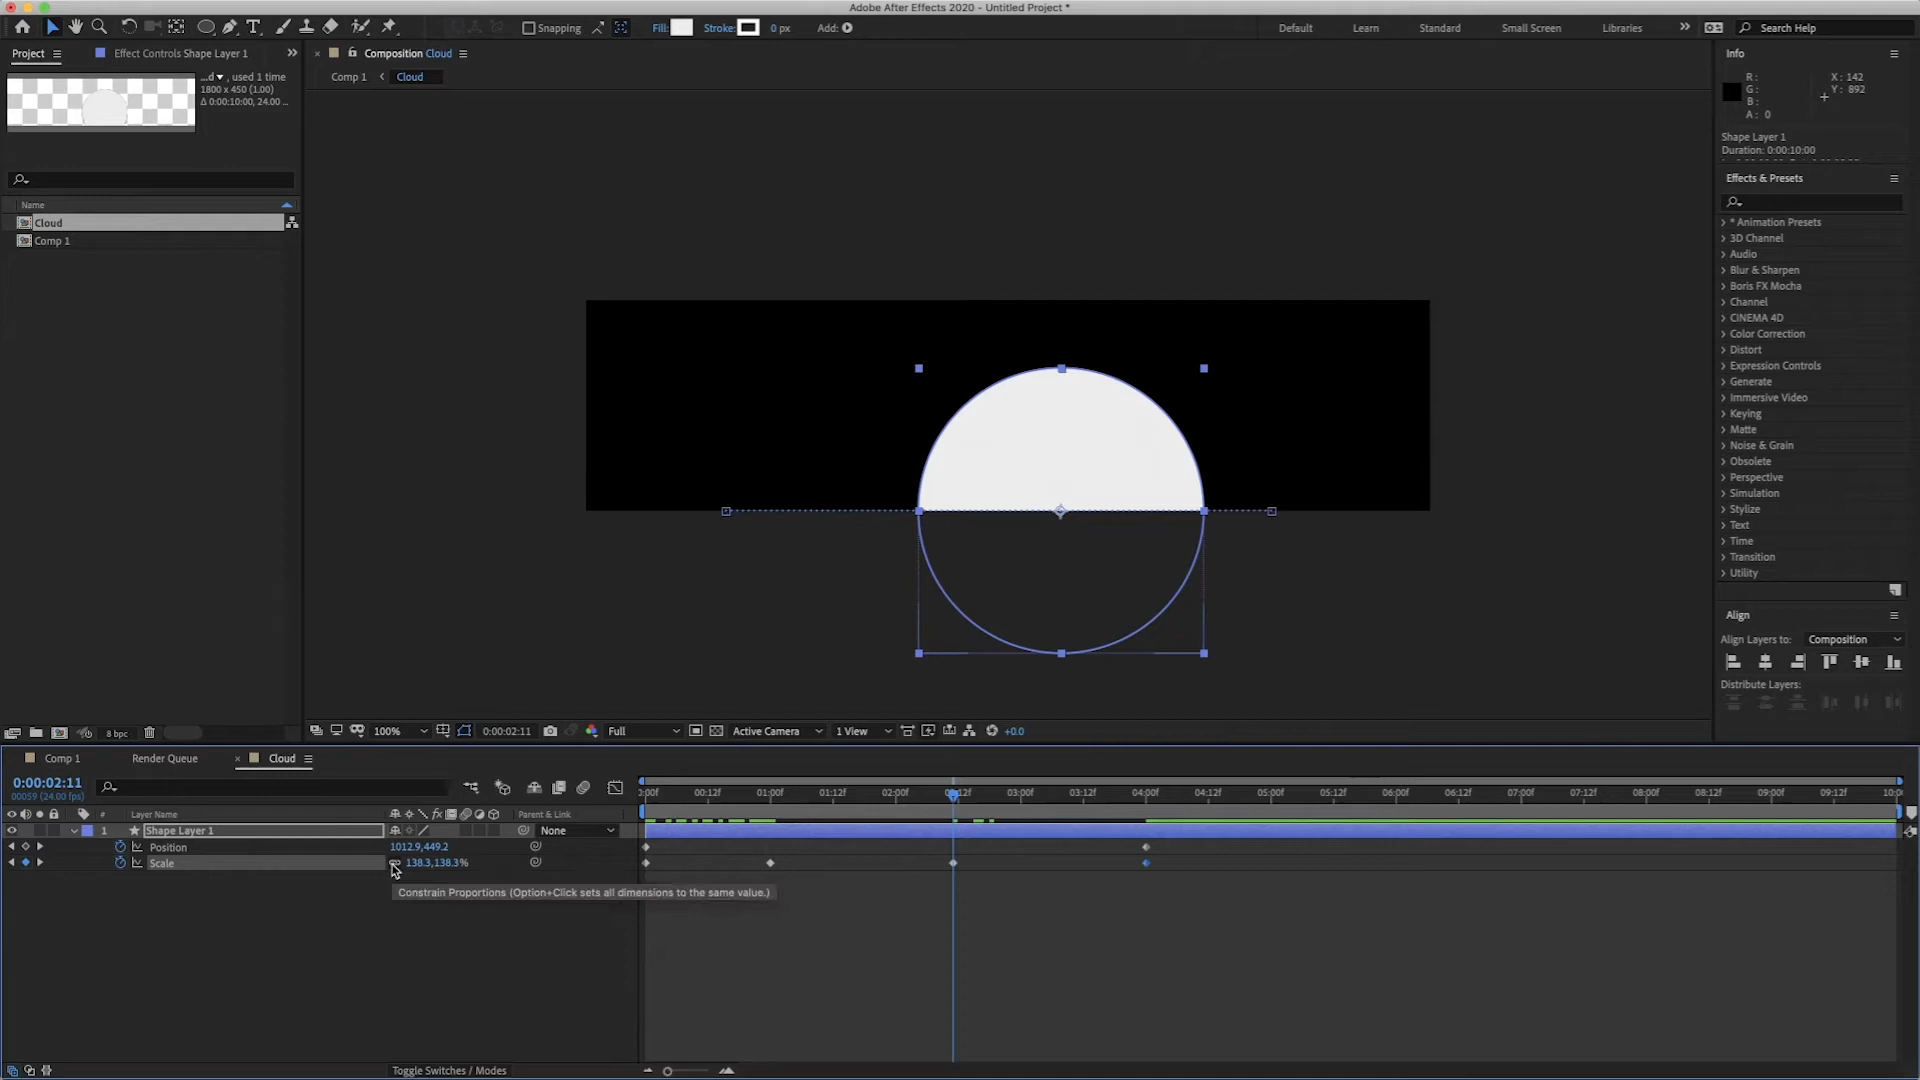 Adobe After Effects 2020 - Untitled Project *
Snapping
Fill:
Stroke:
0 px
Add:
Default
Learn
Standard
Small Screen
Libraries
Search Help
Project
Effect Controls Shape Layer 1
Composition Cloud
Info
...d▼, used 1 time
1800 x 450 (1.00)
Δ 0:00:10:00, 24.00 ...
Comp 1
Cloud
R:
G:
B:
A: 0
X: 142
Y: 892
Shape Layer 1
Duration: 0:00:10:00
Effects & Presets
Name
Cloud
Comp 1
* Animation Presets
3D Channel
Audio
Blur & Sharpen
Boris FX Mocha
Channel
CINEMA 4D
Color Correction
Distort
Expression Controls
Generate
Immersive Video
Keying
Matte
Noise & Grain
Obsolete
Perspective
Simulation
Stylize
Text
Time
Transition
Utility
Align
Align Layers to: Composition
Distribute Layers:
8 bpc
100%
0:00:02:11
Full
Active Camera
1 View
+0.0
Comp 1
Render Queue
Cloud
0:00:02:11
00059 (24.00 fps)
:00f 00:12f 01:00f 01:12f 02:00f 02:12f 03:00f 03:12f 04:00f 04:12f 05:00f 05:12f 06:00f 06:12f 07:00f 07:12f 08:00f 08:12f 09:00f 09:12f 10:0
# Layer Name Parent & Link
1 Shape Layer 1 None
Position 1012.9,449.2
Scale 138.3,138.3%
Constrain Proportions (Option+Click sets all dimensions to the same value.)
Toggle Switches / Modes